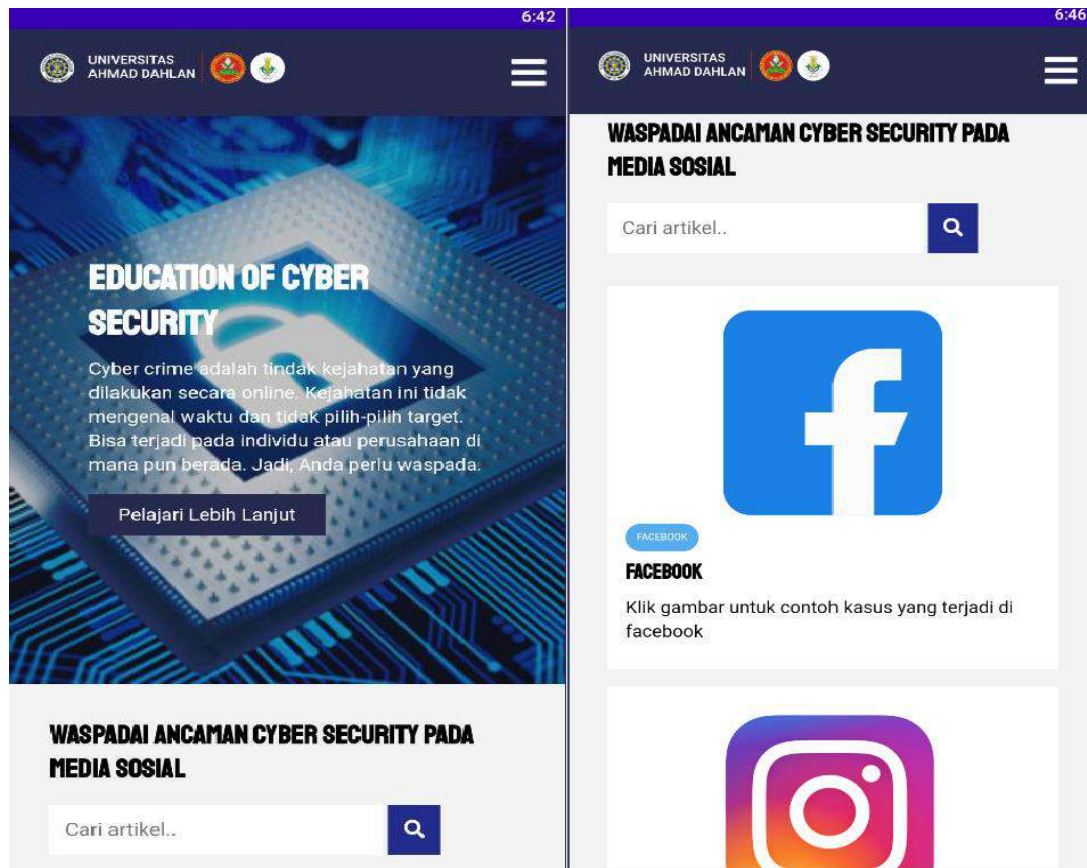 6:42
UNIVERSITAS
AHMAD DAHLAN
EDUCATION OF CYBER
SECURITY
Cyber crime adalah tindak kejahatan yang
dilakukan secara online. Kejahatan ini tidak
mengenal waktu dan tidak pilih-pilih target.
Bisa terjadi pada individu atau perusahaan di
mana pun berada. Jadi, Anda perlu waspada.
Pelajari Lebih Lanjut
WASPADAI ANCAMAN CYBER SECURITY PADA
MEDIA SOSIAL
Cari artikel..
6:46
UNIVERSITAS
AHMAD DAHLAN
WASPADAI ANCAMAN CYBER SECURITY PADA
MEDIA SOSIAL
Cari artikel..
FACEBOOK
FACEBOOK
Klik gambar untuk contoh kasus yang terjadi di
facebook